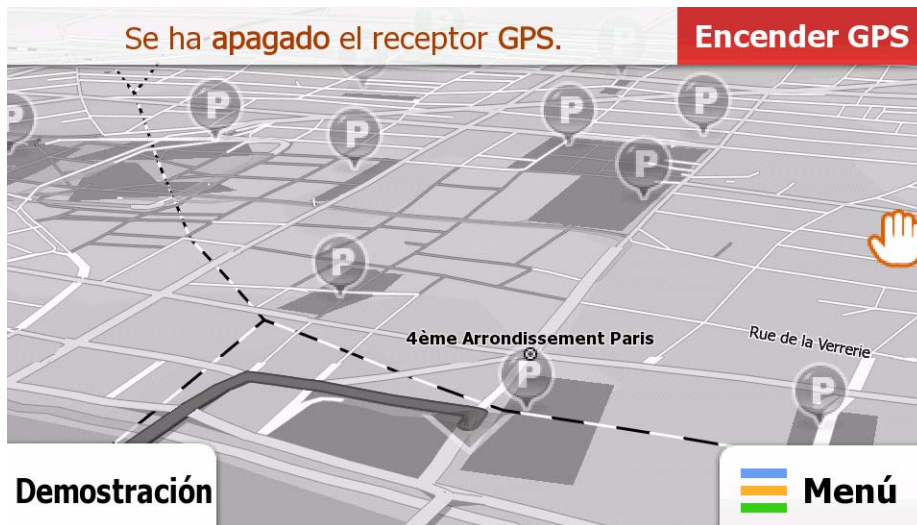 Se ha apagado el receptor GPS.
Encender GPS
P
P
P
P
P
P
P
4ème Arrondissement Paris
Rue de la Verrerie
P
P
Demostración
Menú